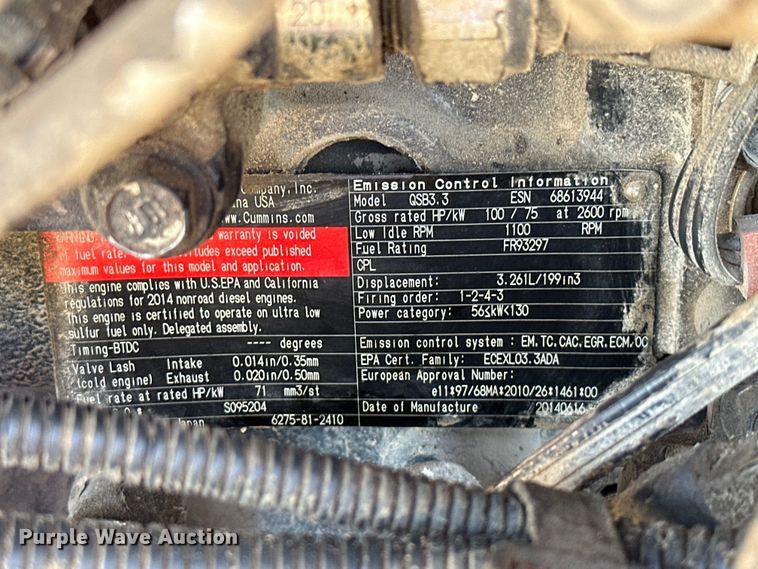 Company, Inc.
USA
www.Cummins.com
warranty is voided
if fuel rate
exceed published
maximum values for this model and application.
This engine complies with U.S.EPA and California
regulations for 2014 nonroad diesel engines.
This engine is certified to operate on ultra low
sulfur fuel only. Delegated assembly.
Timing-BTDC ---- degrees
Valve Lash Intake 0.014in/0.35mm
(cold engine) Exhaust 0.020in/0.50mm
Fuel rate at rated HP/kW 71 mm3/st
S095204
Japan 6275-81-2410
Emission Control Information
Model QSB3.3 ESN 68613944
Gross rated HP/kW 100 / 75 at 2600 rpm
Low Idle RPM 1100 RPM
Fuel Rating FR93297
CPL
Displacement: 3.261L/199in3
Firing order: 1-2-4-3
Power category: 56≤kW<130
Emission control system : EM,TC,CAC,EGR,ECM,OC
EPA Cert. Family: ECEXL03.3ADA
European Approval Number:
e11*97/68MA*2010/26*1461*00
Date of Manufacture 20140616
Purple Wave Auction